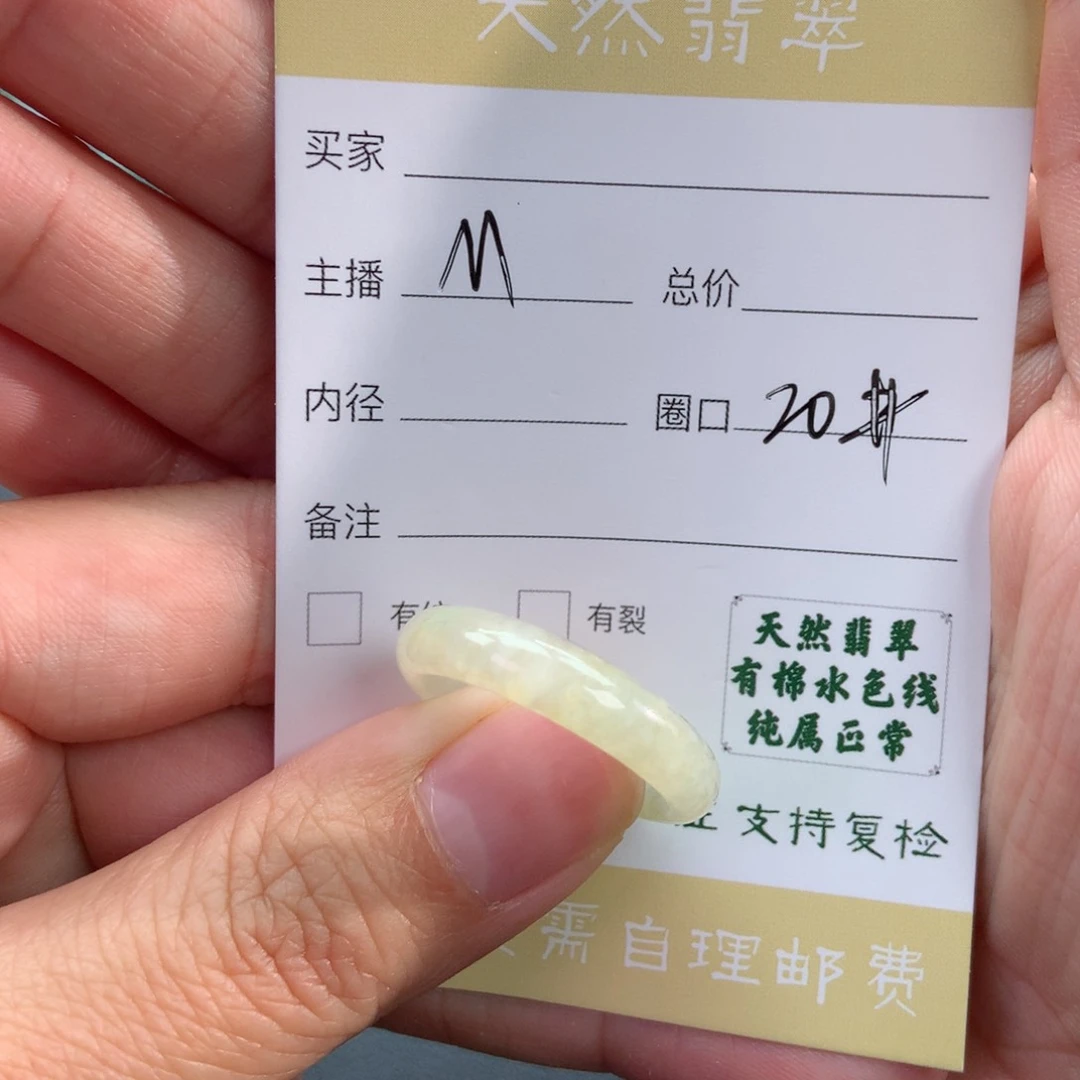 天然翡翠
买家
主播 M 总价
内径 圈口 20#
备注
有 有裂
天然翡翠
有棉水色线
纯属正常
支持复检
需自理邮费